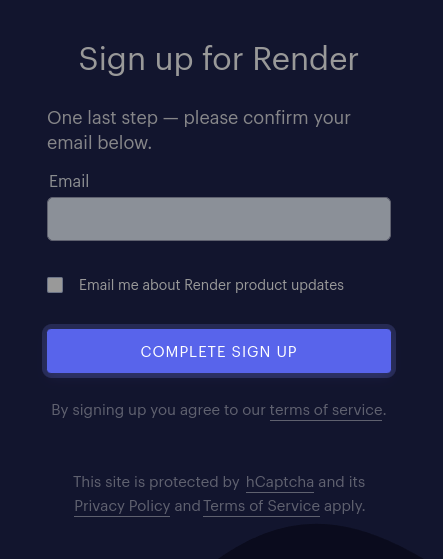 Sign up for Render
One last step — please confirm your
email below.
Email
Email me about Render product updates
COMPLETE SIGN UP
By signing up you agree to our terms of service.
This site is protected by hCaptcha and its
Privacy Policy and Terms of Service apply.